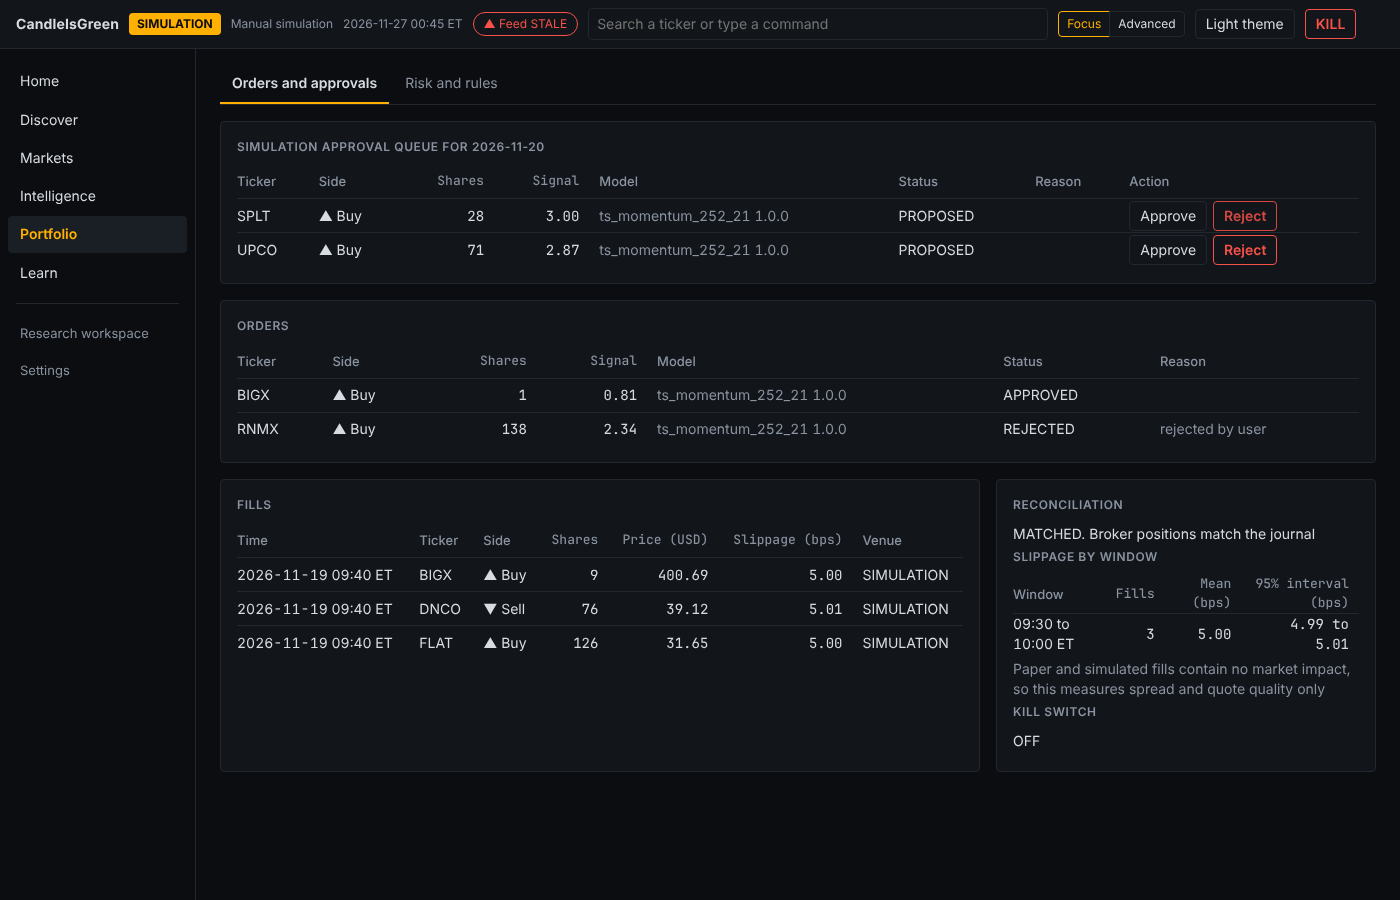 CandleIsGreen SIMULATION Manual simulation 2026-11-27 00:45 ET ▲ Feed STALE Search a ticker or type a command Focus Advanced Light theme KILL
Home
Discover
Markets
Intelligence
Portfolio
Learn
Research workspace
Settings
Orders and approvals Risk and rules
SIMULATION APPROVAL QUEUE FOR 2026-11-20
Ticker Side Shares Signal Model Status Reason Action
SPLT ▲ Buy 28 3.00 ts_momentum_252_21 1.0.0 PROPOSED Approve Reject
UPCO ▲ Buy 71 2.87 ts_momentum_252_21 1.0.0 PROPOSED Approve Reject
ORDERS
Ticker Side Shares Signal Model Status Reason
BIGX ▲ Buy 1 0.81 ts_momentum_252_21 1.0.0 APPROVED
RNMX ▲ Buy 138 2.34 ts_momentum_252_21 1.0.0 REJECTED rejected by user
FILLS
Time Ticker Side Shares Price (USD) Slippage (bps) Venue
2026-11-19 09:40 ET BIGX ▲ Buy 9 400.69 5.00 SIMULATION
2026-11-19 09:40 ET DNCO ▼ Sell 76 39.12 5.01 SIMULATION
2026-11-19 09:40 ET FLAT ▲ Buy 126 31.65 5.00 SIMULATION
RECONCILIATION
MATCHED. Broker positions match the journal
SLIPPAGE BY WINDOW
Window Fills Mean (bps) 95% interval (bps)
09:30 to 10:00 ET 3 5.00 4.99 to 5.01
Paper and simulated fills contain no market impact,
so this measures spread and quote quality only
KILL SWITCH
OFF